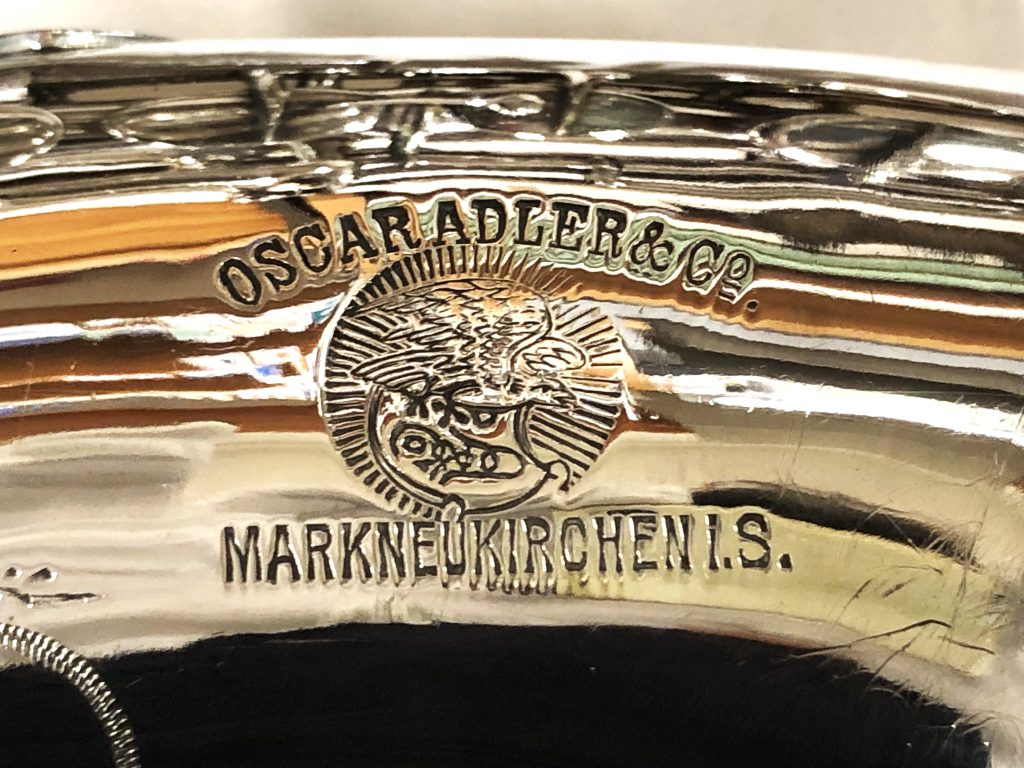 OSCAR ADLER & Cº.
MARKNEUKIRCHEN I.S.